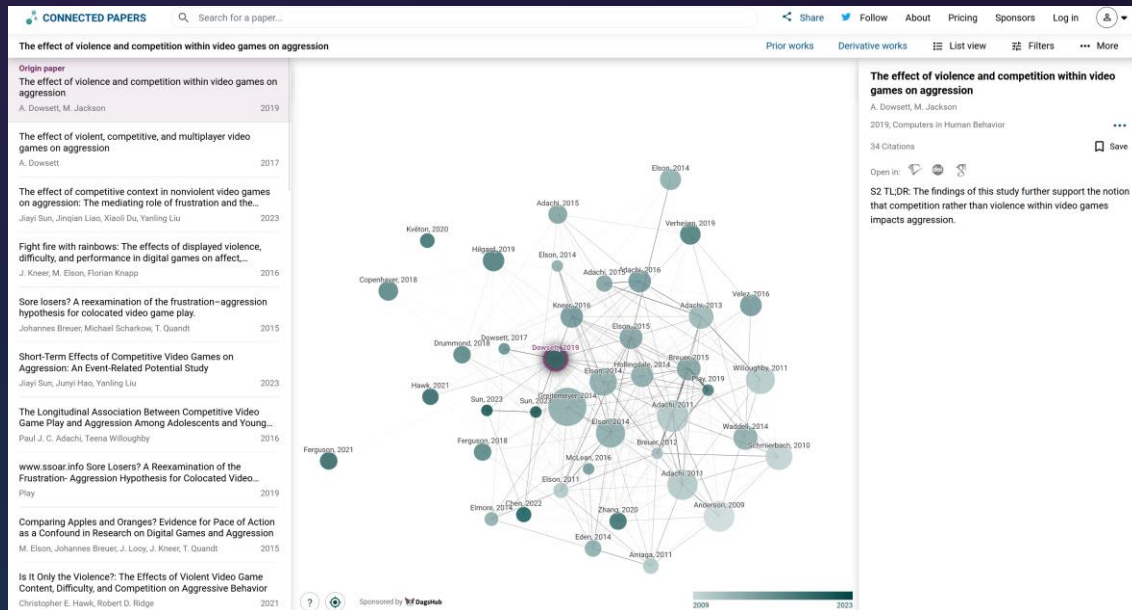 CONNECTED PAPERS
Search for a paper...
Share
Follow
About
Pricing
Sponsors
Log in
The effect of violence and competition within video games on aggression
Prior works
Derivative works
List view
Filters
More
Origin paper
The effect of violence and competition within video games on
aggression
A. Dowsett, M. Jackson 2019
The effect of violent, competitive, and multiplayer video
games on aggression
A. Dowsett 2017
The effect of competitive context in nonviolent video games
on aggression: The mediating role of frustration and the...
Jiayi Sun, Jinqian Liao, Xiaoli Du, Yanling Liu 2023
Fight fire with rainbows: The effects of displayed violence,
difficulty, and performance in digital games on affect,...
J. Kneer, M. Elson, Florian Knapp 2016
Sore losers? A reexamination of the frustration–aggression
hypothesis for colocated video game play.
Johannes Breuer, Michael Scharkow, T. Quandt 2015
Short-Term Effects of Competitive Video Games on
Aggression: An Event-Related Potential Study
Jiayi Sun, Junyi Hao, Yanling Liu 2023
The Longitudinal Association Between Competitive Video
Game Play and Aggression Among Adolescents and Young...
Paul J. C. Adachi, Teena Willoughby 2016
www.ssoar.info Sore Losers? A Reexamination of the
Frustration- Aggression Hypothesis for Colocated Video...
Play 2019
Comparing Apples and Oranges? Evidence for Pace of Action
as a Confound in Research on Digital Games and Aggression
M. Elson, Johannes Breuer, J. Looy, J. Kneer, T. Quandt 2015
Is It Only the Violence?: The Effects of Violent Video Game
Content, Difficulty, and Competition on Aggressive Behavior
Christopher E. Hawk, Robert D. Ridge 2021
Elson, 2014
Adachi, 2015
Verheijen, 2019
Květon, 2020
Hilgard, 2019
Elson, 2014
Adachi, 2015
Adachi, 2016
Copenhaver, 2018
Velez, 2016
Kneer, 2016
Adachi, 2013
Elson, 2015
Dowsett, 2017
Drummond, 2018
Dowsett, 2019
Breuer, 2015
Hollingdale, 2014
Elson, 2014
Willoughby, 2011
Play, 2019
Hawk, 2021
Sun, 2023
Sun, 2023
Greitemeyer, 2014
Adachi, 2011
Elson, 2014
Waddell, 2014
Ferguson, 2018
Breuer, 2012
Schmierbach, 2010
Ferguson, 2021
McLean, 2016
Adachi, 2011
Elson, 2011
Chen, 2022
Elmore, 2014
Zhang, 2020
Anderson, 2009
Eden, 2014
Arriaga, 2011
?
Sponsored by DagsHub
2009 2023
The effect of violence and competition within video
games on aggression
A. Dowsett, M. Jackson
2019, Computers in Human Behavior
34 Citations
Save
Open in:
S2 TL;DR: The findings of this study further support the notion
that competition rather than violence within video games
impacts aggression.